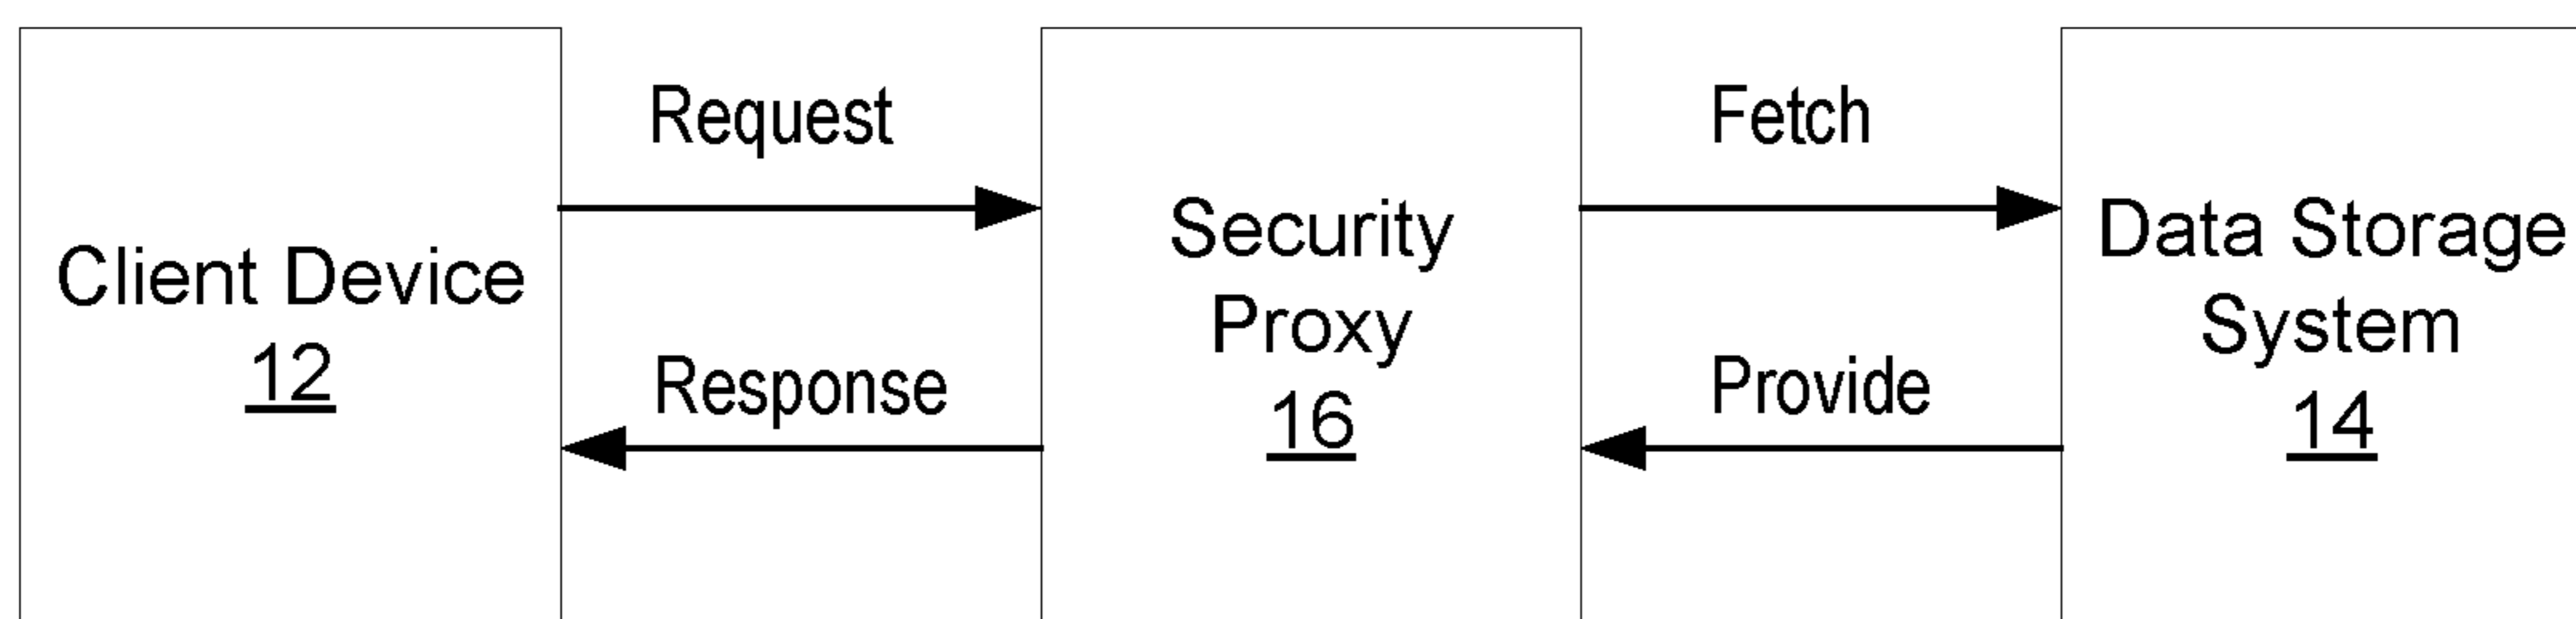 Client Device
12
Request
Response
Security
Proxy
16
Fetch
Provide
Data Storage
System
14